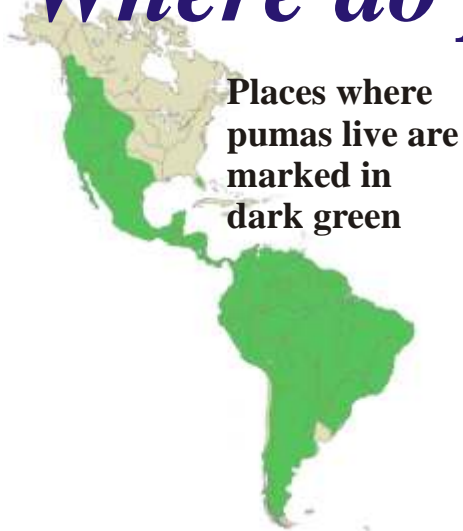 Where do
Places where
pumas live are
marked in
dark green